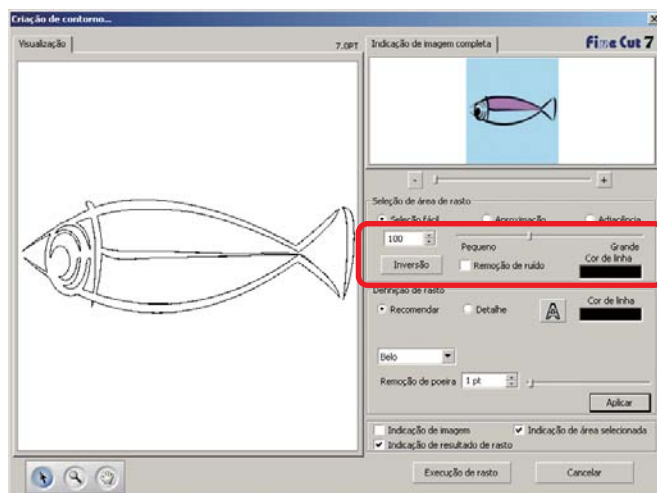 Criação de contorno...
Visualização
7.0PT
Indicação de imagem completa
Fine Cut 7
- +
Seleção de área de rasto
Seleção fácil Aproximação Adjacência
100
Pequeno Grande
Inversão Remoção de ruído Cor de linha
Definição de rasto
Recomendar Detalhe A Cor de linha
Belo
Remoção de poeira 1 pt
Aplicar
Indicação de imagem Indicação de área selecionada
Indicação de resultado de rasto
Execução de rasto Cancelar